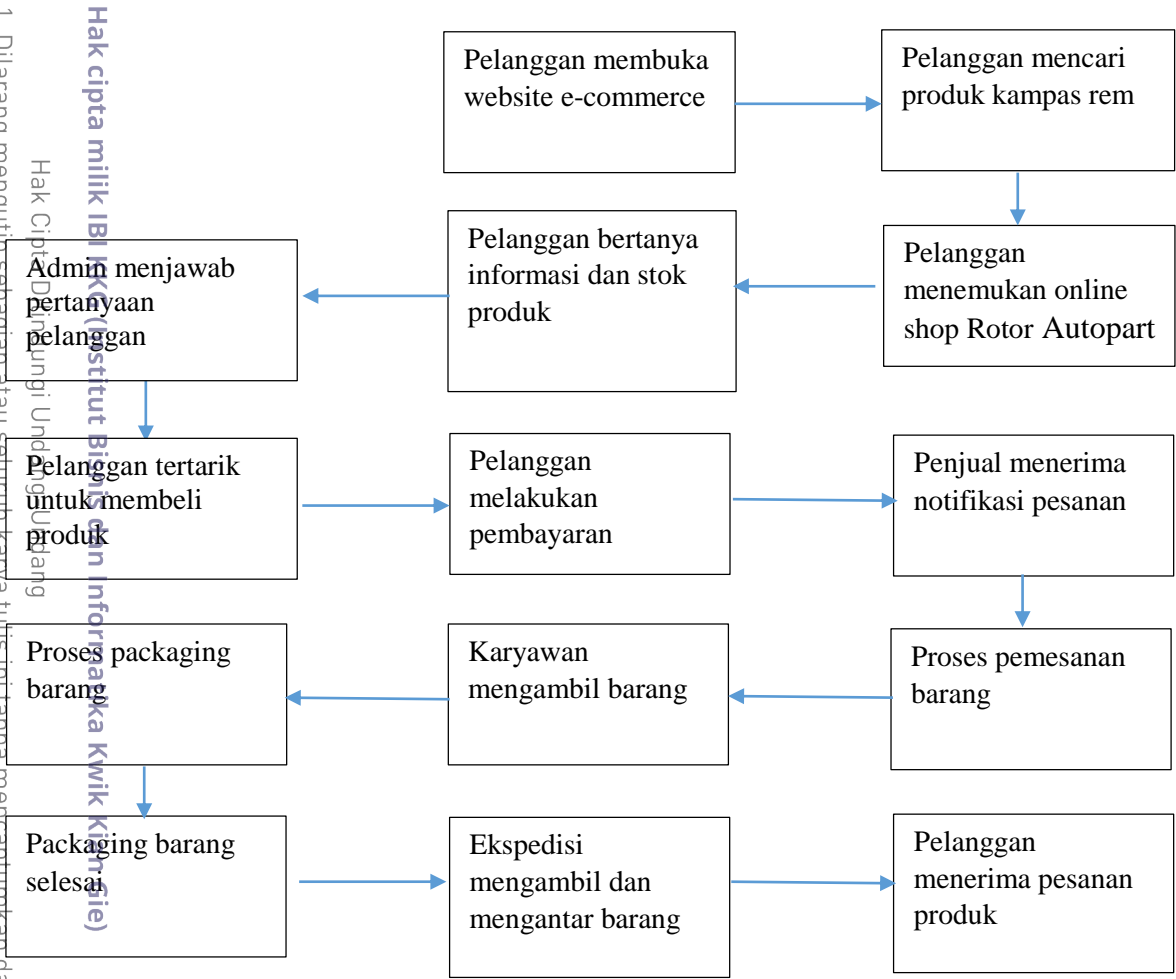 Hak cipta milik IBI KKG (Institut Bisnis dan Informatika Kwik Kian Gie)
Hak Cipta Dilindungi Undang-Undang
Pelanggan membuka
website e-commerce
Pelanggan mencari
produk kampas rem
Pelanggan
menemukan online
shop Rotor Autopart
Pelanggan bertanya
informasi dan stok
produk
Admin menjawab
pertanyaan
pelanggan
Pelanggan tertarik
untuk membeli
produk
Pelanggan
melakukan
pembayaran
Penjual menerima
notifikasi pesanan
Proses pemesanan
barang
Karyawan
mengambil barang
Proses packaging
barang
Packaging barang
selesai
Ekspedisi
mengambil dan
mengantar barang
Pelanggan
menerima pesanan
produk